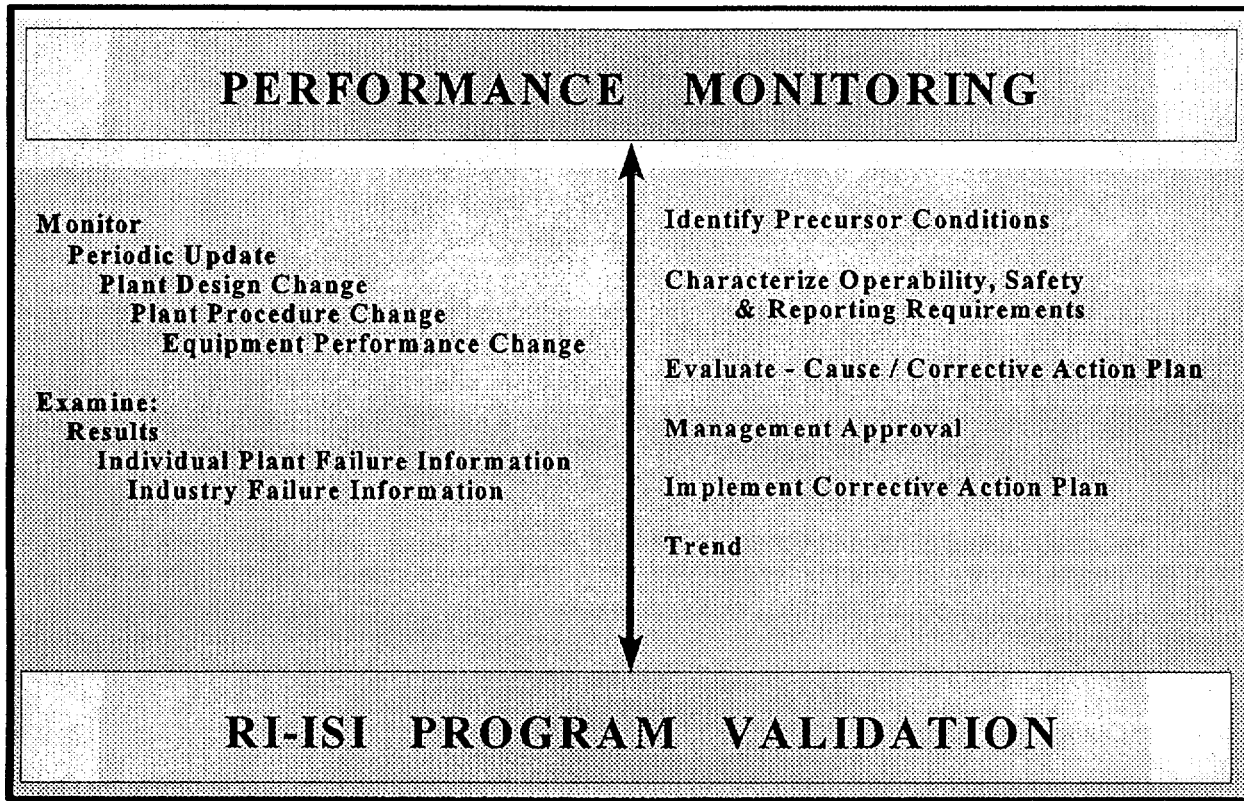 PERFORMANCE MONITORING
Monitor
Periodic Update
Plant Design Change
Plant Procedure Change
Equipment Performance Change
Examine:
Results
Individual Plant Failure Information
Industry Failure Information
Identify Precursor Conditions
Characterize Operability, Safety
& Reporting Requirements
Evaluate - Cause / Corrective Action Plan
Management Approval
Implement Corrective Action Plan
Trend
RI-ISI PROGRAM VALIDATION